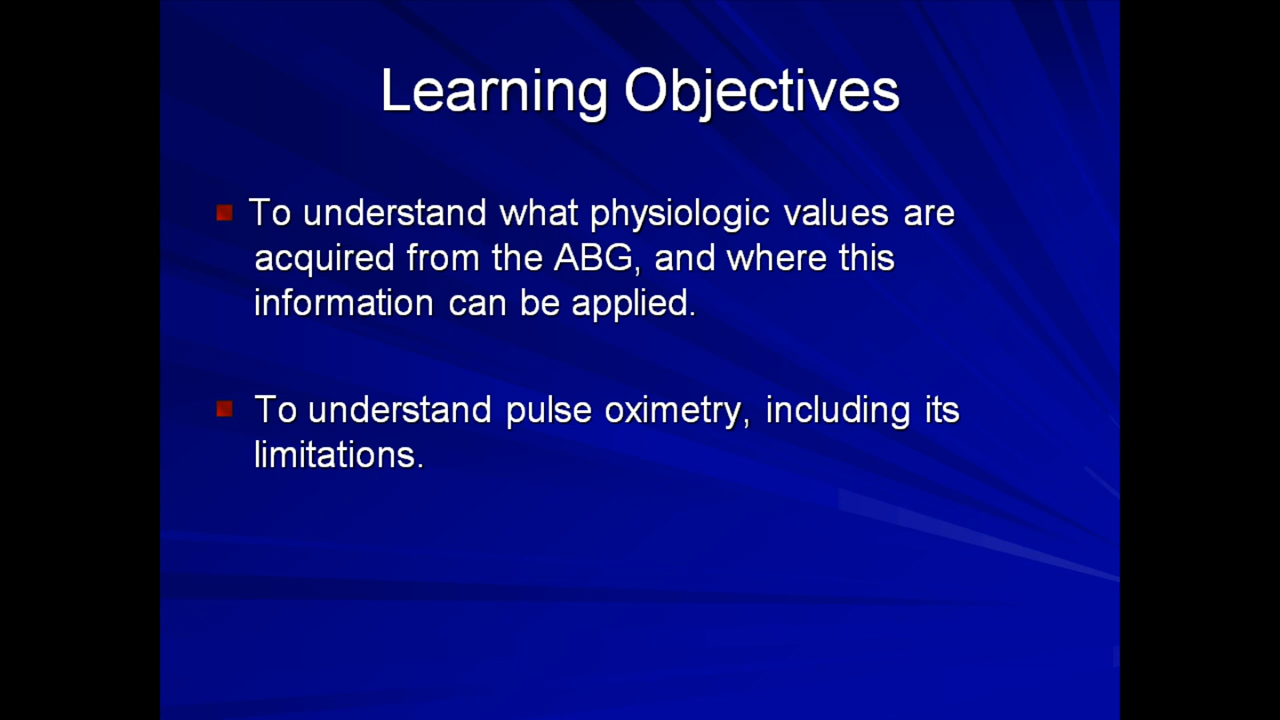 Learning Objectives
To understand what physiologic values are
acquired from the ABG, and where this
information can be applied.
To understand pulse oximetry, including its
limitations.